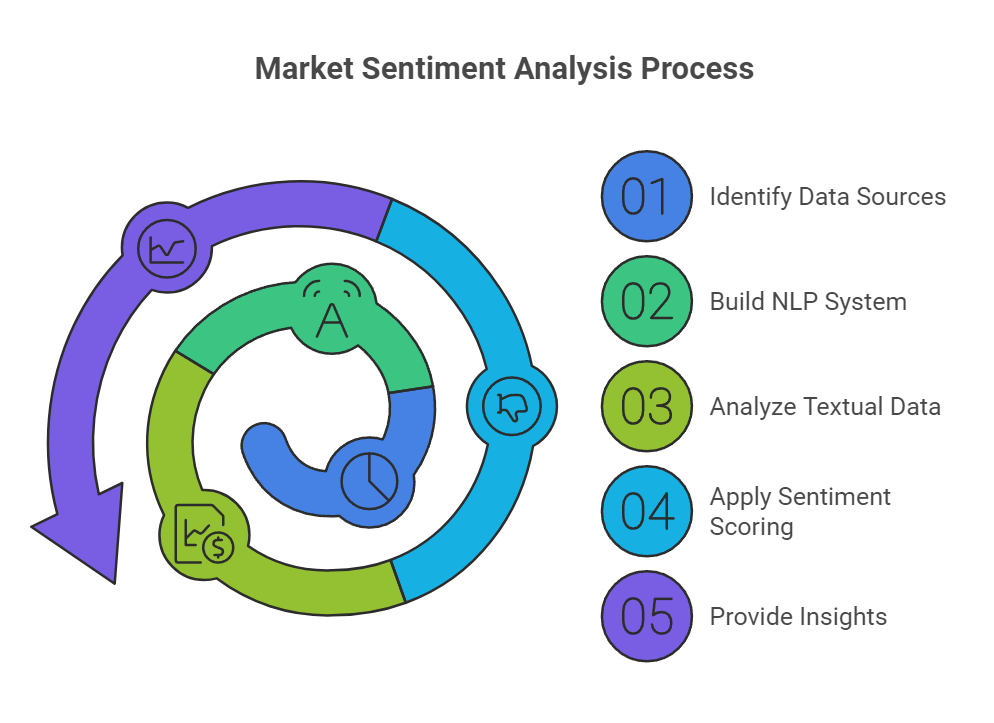 Market Sentiment Analysis Process
01
Identify Data Sources
02
Build NLP System
03
Analyze Textual Data
04
Apply Sentiment
Scoring
05
Provide Insights
A
$